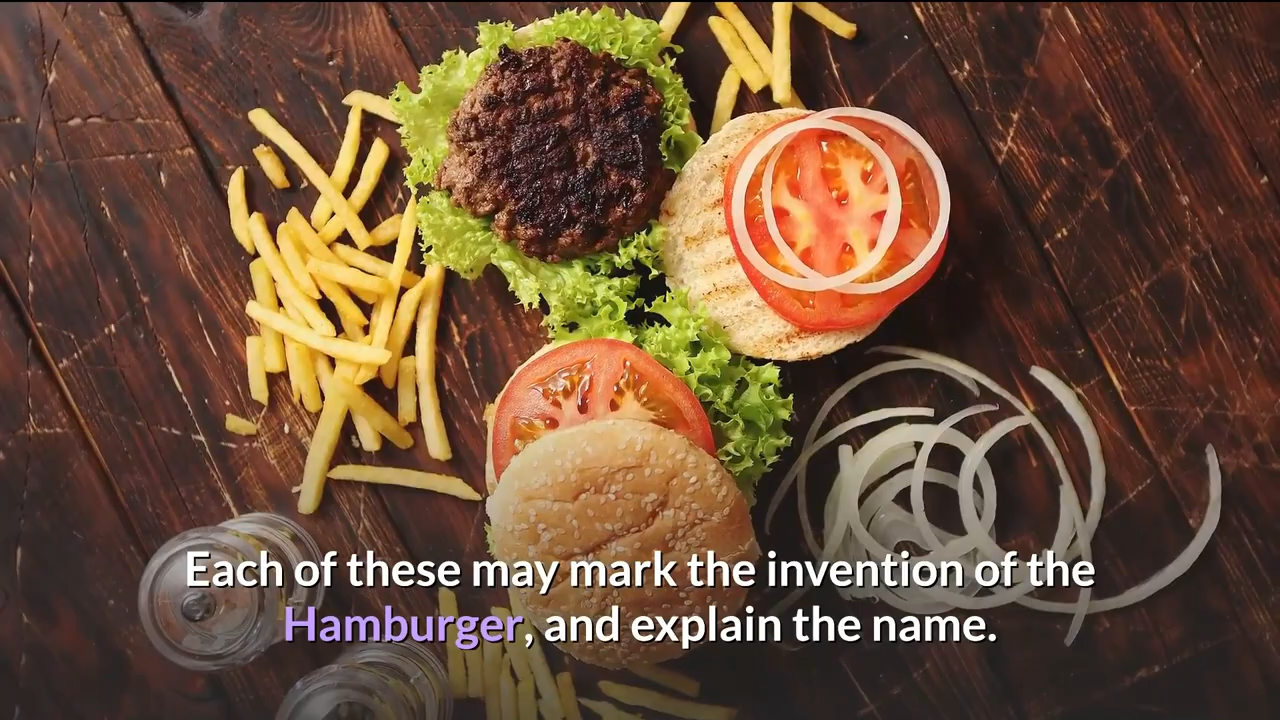 Each of these may mark the invention of the
Hamburger, and explain the name.